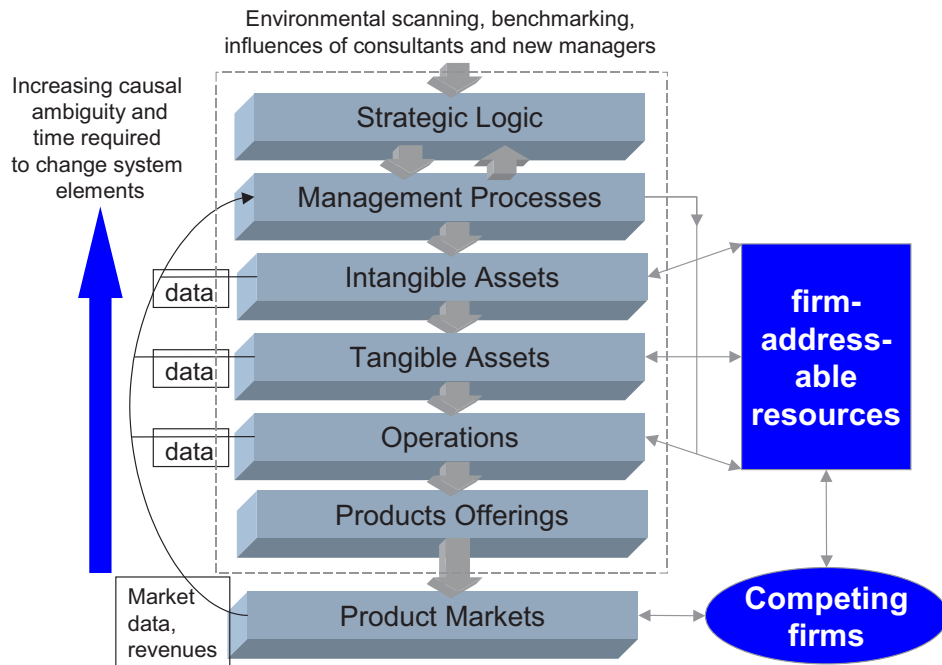 Environmental scanning, benchmarking,
influences of consultants and new managers
Increasing causal
ambiguity and
time required
to change system
elements
Strategic Logic
Management Processes
Intangible Assets
data
Tangible Assets
data
Operations
data
Products Offerings
Product Markets
Market
data,
revenues
firm-
address-
able
resources
Competing
firms